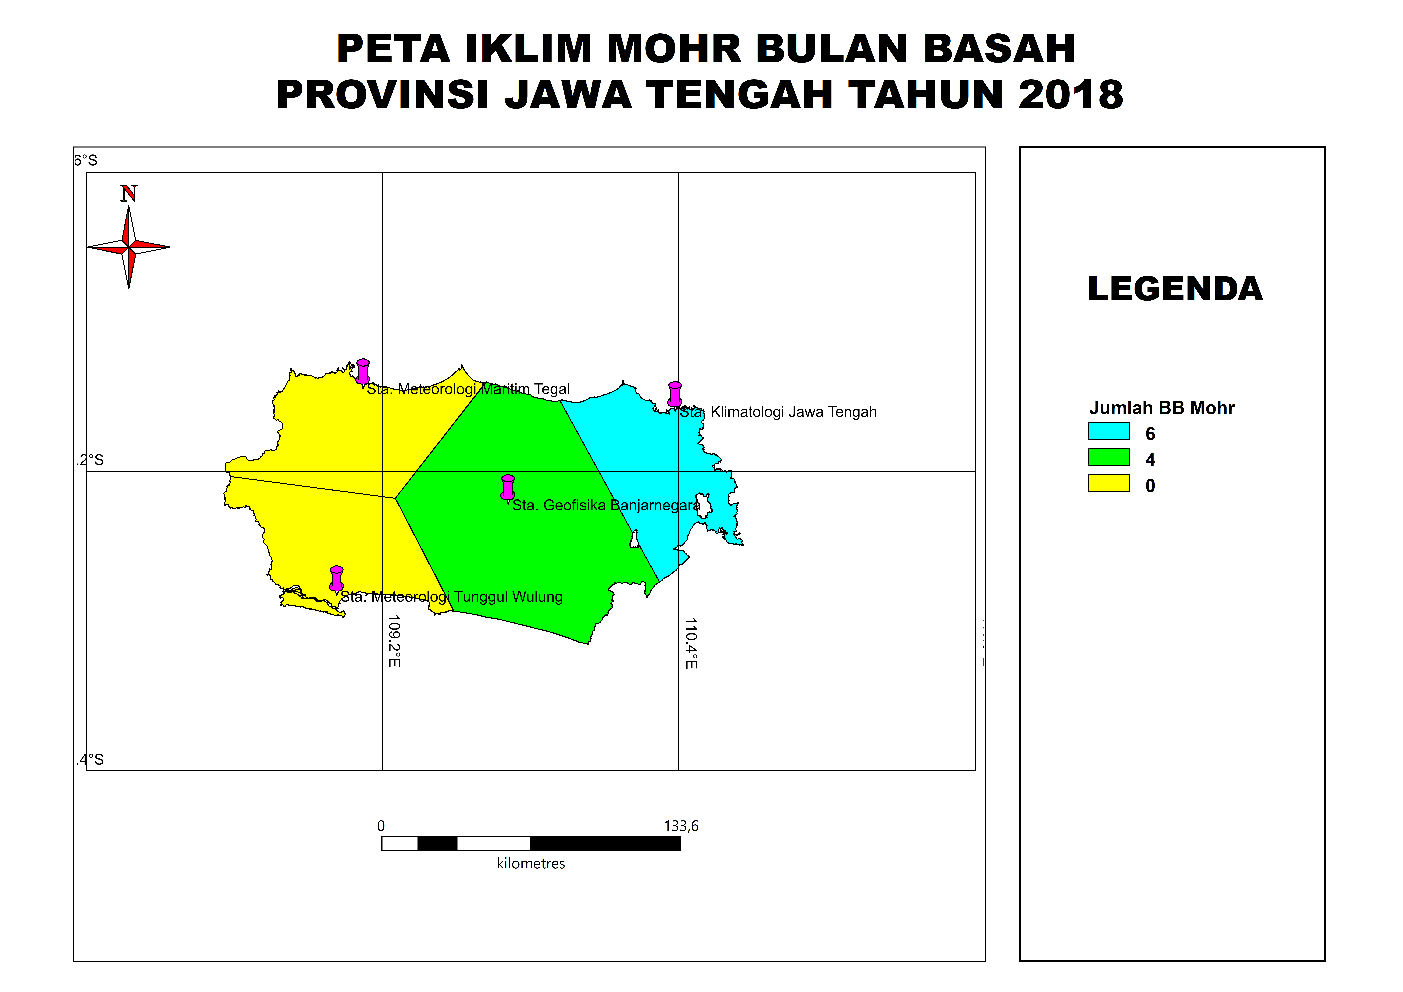 PETA IKLIM MOHR BULAN BASAH
PROVINSI JAWA TENGAH TAHUN 2018
6°S
N
Sta. Meteorologi Maritim Tegal
Sta. Klimatologi Jawa Tengah
.2°S
Sta. Geofisika Banjarnegara
Sta. Meteorologi Tunggul Wulung
109.2°E
110.4°E
.4°S
0
133,6
kilometres
LEGENDA
Jumlah BB Mohr
6
4
0